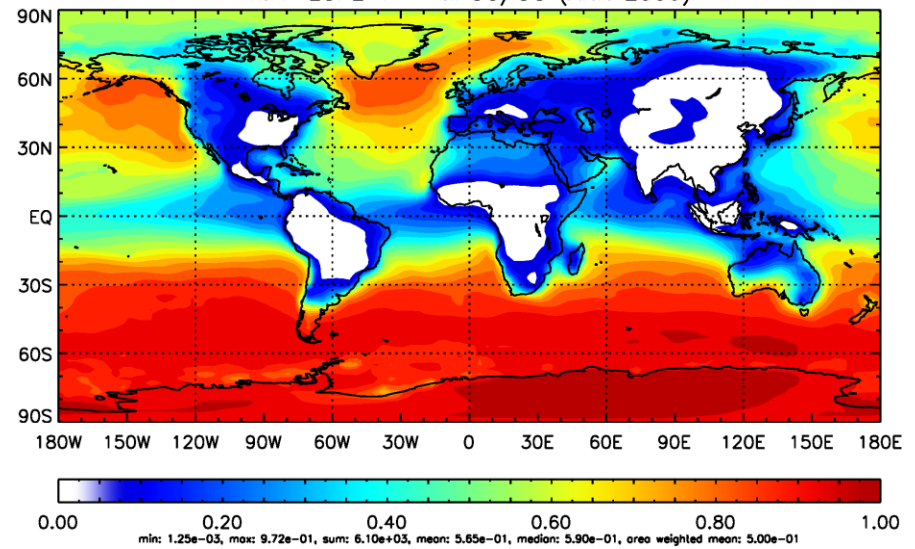 90N
60N
30N
EQ
30S
60S
90S
180W 150W 120W 90W 60W 30W 0 30E 60E 90E 120E 150E 180E
0.00 0.20 0.40 0.60 0.80 1.00
min: 1.25e-03, max: 9.72e-01, sum: 6.10e+03, mean: 5.65e-01, median: 5.90e-01, area weighted mean: 5.00e-01